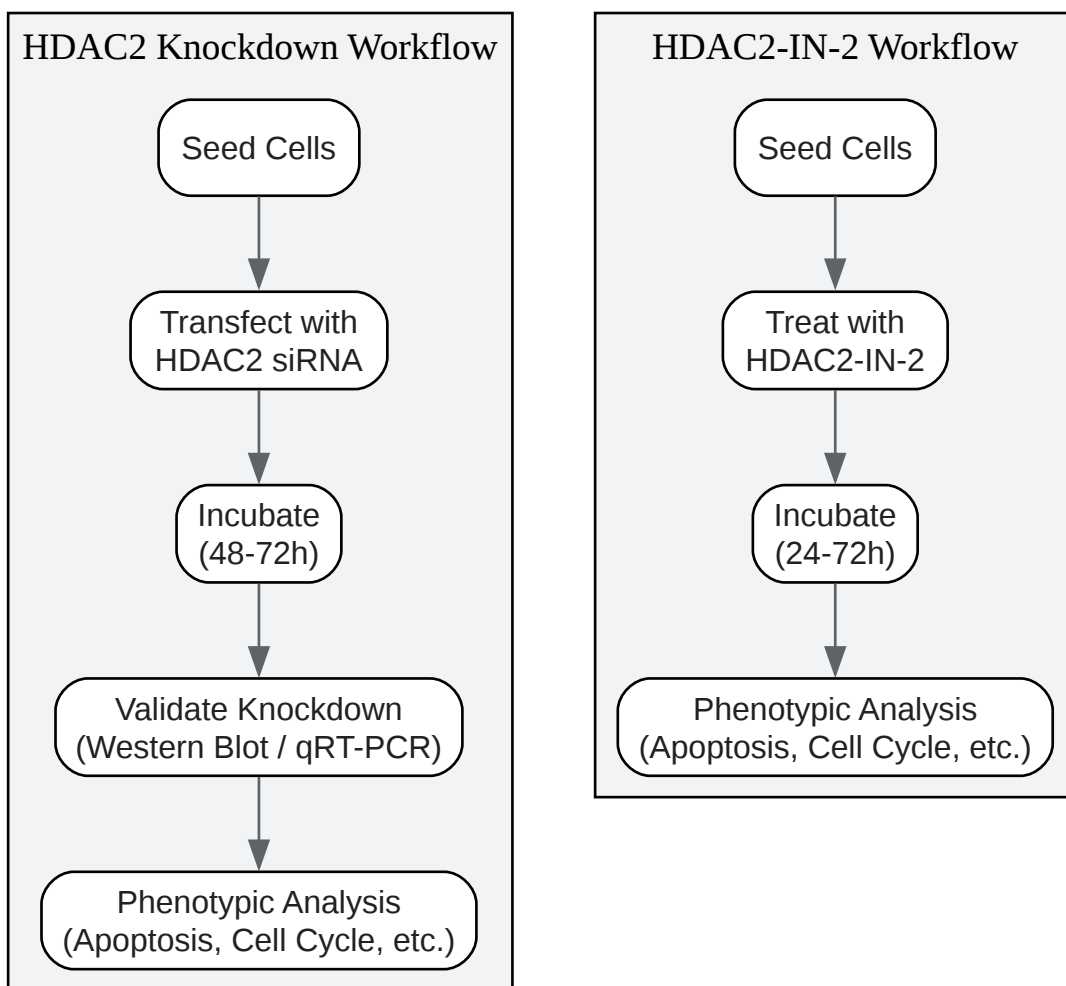 HDAC2 Knockdown Workflow
Seed Cells
Transfect with
HDAC2 siRNA
Incubate
(48-72h)
Validate Knockdown
(Western Blot / qRT-PCR)
Phenotypic Analysis
(Apoptosis, Cell Cycle, etc.)
HDAC2-IN-2 Workflow
Seed Cells
Treat with
HDAC2-IN-2
Incubate
(24-72h)
Phenotypic Analysis
(Apoptosis, Cell Cycle, etc.)